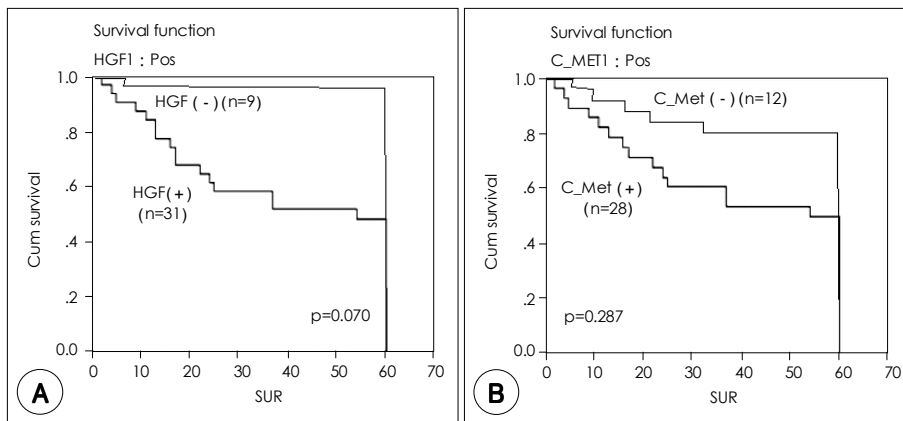 Survival function
HGF1 : Pos
1.0
.8
.6
.4
.2
0.0
Cum survival
HGF (-) (n=9)
HGF(+)
(n=31)
p=0.070
0 10 20 30 40 50 60 70
SUR
A
Survival function
C_MET1 : Pos
1.0
.8
.6
.4
.2
0.0
Cum survival
C_Met (-) (n=12)
C_Met (+)
(n=28)
p=0.287
0 10 20 30 40 50 60 70
SUR
B